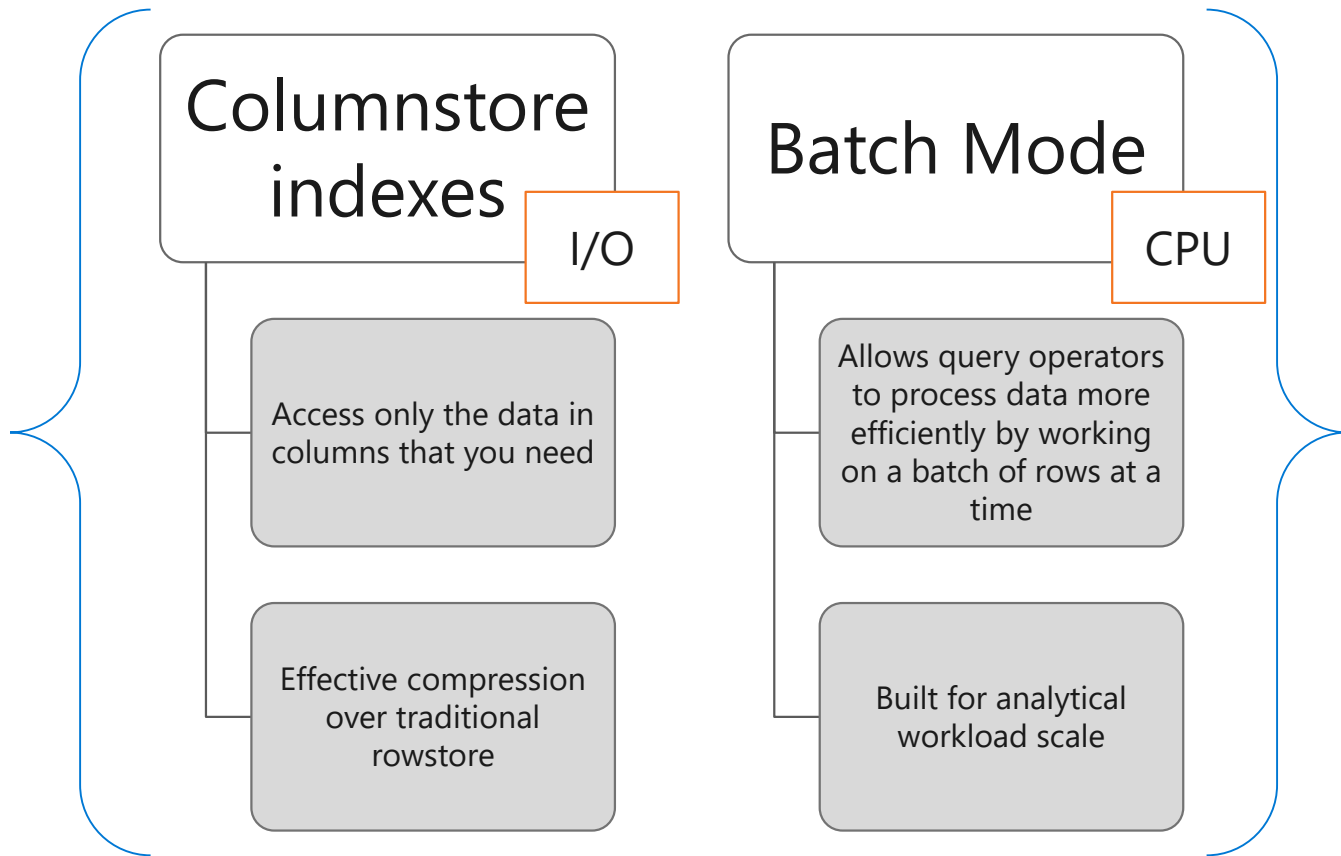 Columnstore
indexes
I/O
Access only the data in
columns that you need
Effective compression
over traditional
rowstore
Batch Mode
CPU
Allows query operators
to process data more
efficiently by working
on a batch of rows at a
time
Built for analytical
workload scale